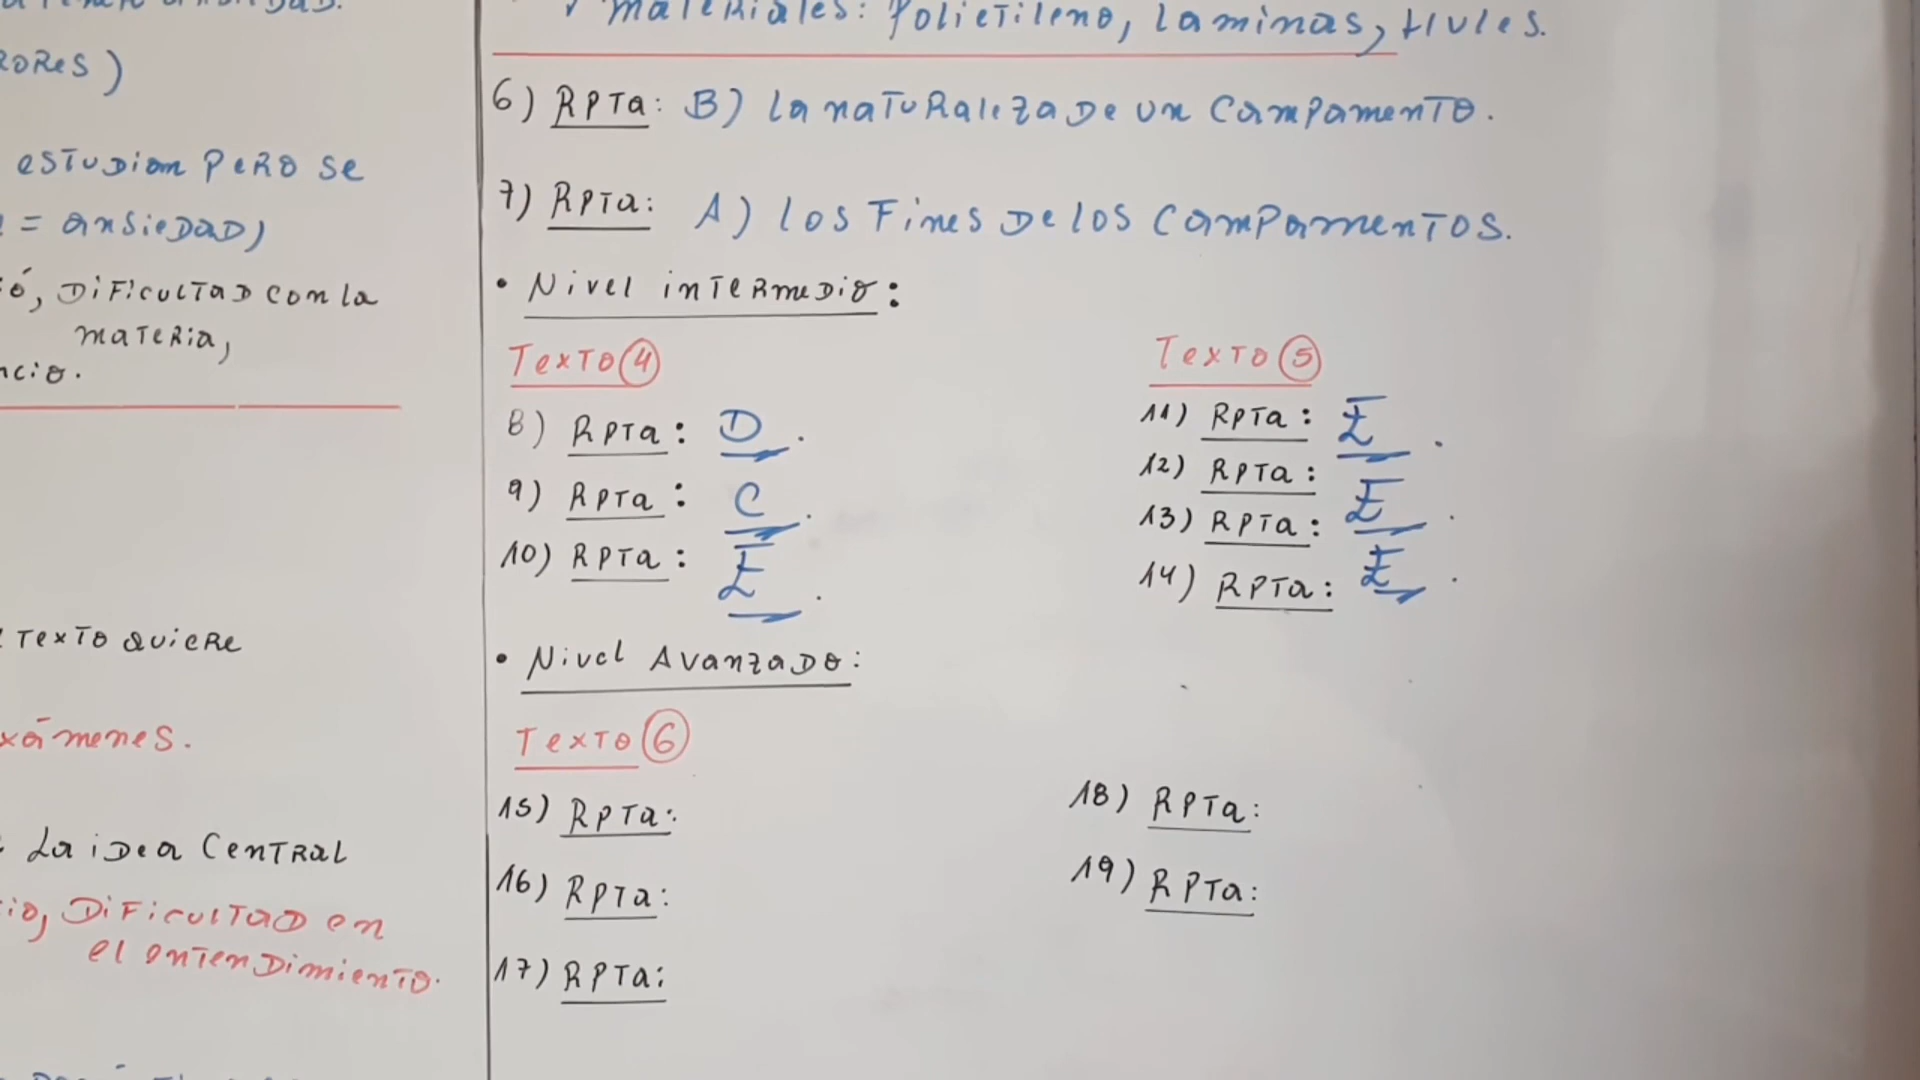 RORES)
ESTUDIAN PERO SE
= ANSIEDAD)
DIFICULTAD CON LA
MATERIA,
TEXTO QUIERE
LA IDEA CENTRAL
DIFICULTAD EN
EL ENTENDIMIENTO.
MATERIALES: POLIETILENO, LAMINAS, TIULES.
6) RPTA: B) LA NATURALEZA DE UN CAMPAMENTO.
7) RPTA: A) LOS FINES DE LOS CAMPAMENTOS.
• NIVEL INTERMEDIO:
TEXTO 4
8) RPTA: D.
9) RPTA: C.
10) RPTA: E.
TEXTO 5
11) RPTA: E.
12) RPTA:
13) RPTA: E.
14) RPTA: E.
• NIVEL AVANZADO:
TEXTO 6
15) RPTA:
16) RPTA:
17) RPTA:
18) RPTA:
19) RPTA: